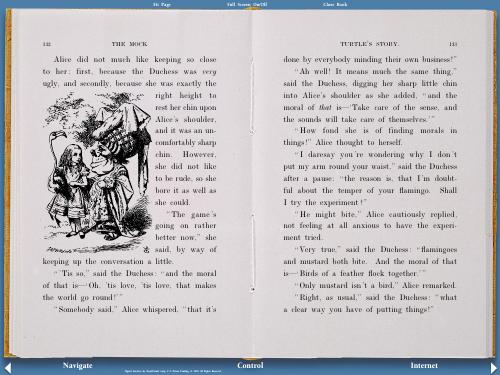 Fit Page Full Screen On/Off Close Book
132 THE MOCK
Alice did not much like keeping so close
to her: first, because the Duchess was very
ugly, and secondly, because she was exactly the
right height to
rest her chin upon
Alice's shoulder,
and it was an un-
comfortably sharp
chin. However,
she did not like
to be rude, so she
bore it as well as
she could.
"The game's
going on rather
better now," she
said, by way of
keeping up the conversation a little.
"'Tis so," said the Duchess: "and the moral
of that is—'Oh, 'tis love, 'tis love, that makes
the world go round!'"
"Somebody said," Alice whispered, "that it's
TURTLE'S STORY. 133
done by everybody minding their own business!"
"Ah well! It means much the same thing,"
said the Duchess, digging her sharp little chin
into Alice's shoulder as she added, "and the
moral of that is—'Take care of the sense, and
the sounds will take care of themselves.'"
"How fond she is of finding morals in
things!" Alice thought to herself.
"I daresay you're wondering why I don't
put my arm round your waist," said the Duchess
after a pause: "the reason is, that I'm doubt-
ful about the temper of your flamingo. Shall
I try the experiment?"
"He might bite," Alice cautiously replied,
not feeling at all anxious to have the experi-
ment tried.
"Very true," said the Duchess: "flamingoes
and mustard both bite. And the moral of that
is—'Birds of a feather flock together.'"
"Only mustard isn't a bird," Alice remarked.
"Right, as usual," said the Duchess: "what
a clear way you have of putting things!"
Navigate Control Internet